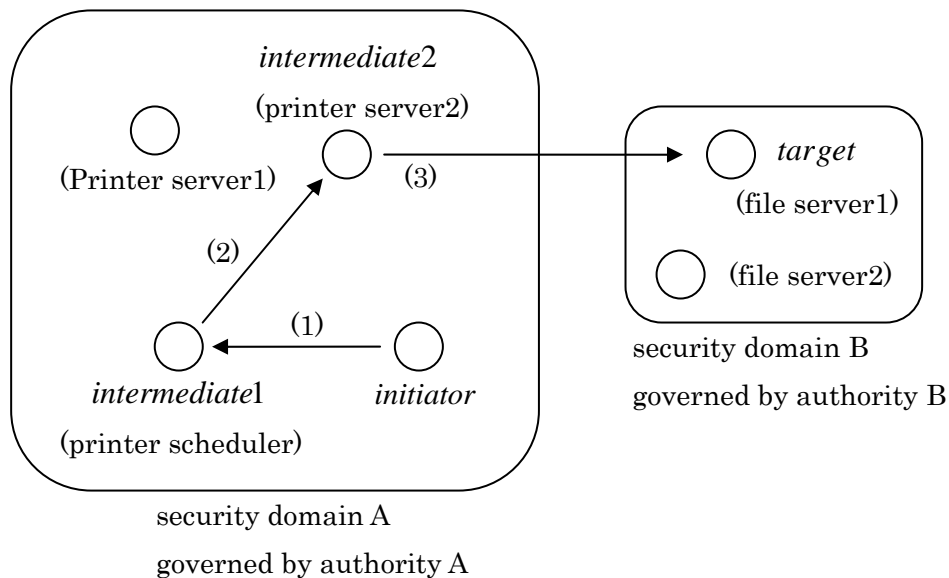 intermediate2
(printer server2)
(Printer server1)
(3)
target
(file server1)
(2)
(file server2)
(1)
intermediate1
initiator
(printer scheduler)
security domain B
governed by authority B
security domain A
governed by authority A